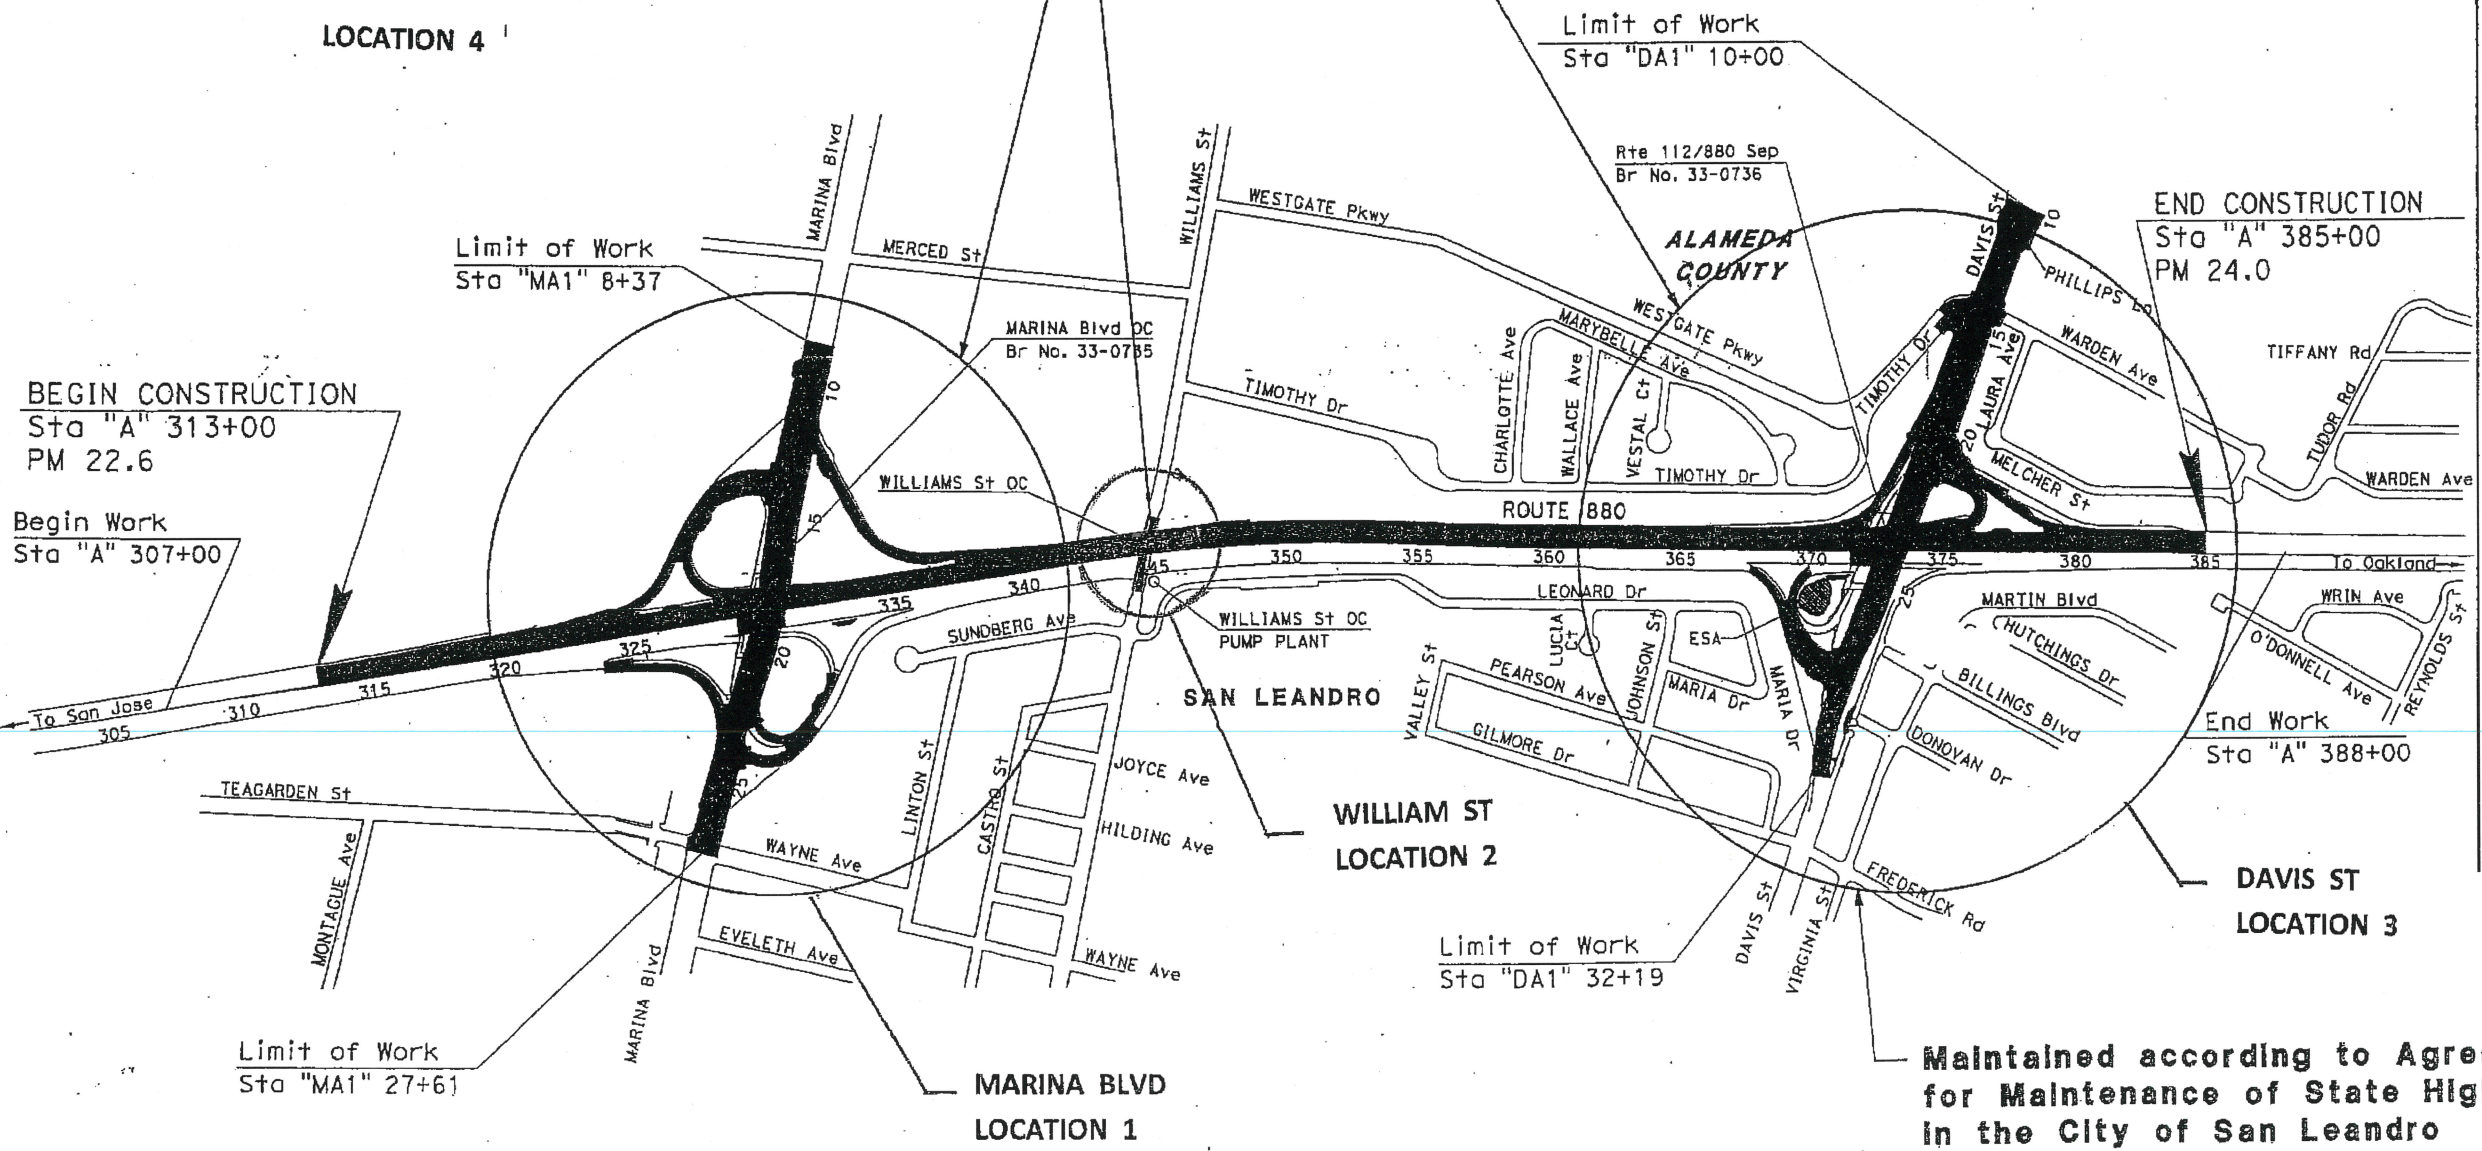 LOCATION 4
Limit of Work
Sta "DA1" 10+00
Rte 112/880 Sep
Br No. 33-0736
MARINA Blvd
WILLIAMS St
WESTGATE Pkwy
ALAMEDA
COUNTY
DAVIS St
10
END CONSTRUCTION
Sta "A" 385+00
PM 24.0
Limit of Work
Sta "MA1" 8+37
MERCED St
PHILLIPS Ln
WESTGATE Pkwy
MARYBELLE Ave
MARINA Blvd OC
Br No. 33-0735
15
WARDEN AVE
TIFFANY Rd
BEGIN CONSTRUCTION
Sta "A" 313+00
PM 22.6
10
TIMOTHY Dr
CHARLOTTE Ave
WALLACE Ave
VESTAL Ct
TIMOTHY Dr
LAURA AVE
TUDOR Rd
20
TIMOTHY Dr
MELCHER St
WARDEN Ave
WILLIAMS St OC
Begin Work
Sta "A" 307+00
15
ROUTE 880
350
355
360
365
370
375
380
385
To Oakland
45
340
335
325
320
315
310
305
To San Jose
20
SUNDBERG Ave
WILLIAMS St OC
PUMP PLANT
LEONARD Dr
LUCIA
Ct
JOHNSON St
ESA
25
MARTIN Blvd
HUTCHINGS Dr
WRIN Ave
O'DONNELL Ave
REYNOLDS St
SAN LEANDRO
VALLEY St
PEARSON Ave
MARIA Dr
MARIA Dr
BILLINGS Blvd
GILMORE Dr
DONOVAN Dr
End Work
Sta "A" 388+00
TEAGARDEN St
25
LINTON St
CASTRO St
JOYCE Ave
HILDING Ave
WILLIAM ST
LOCATION 2
MONTAGUE Ave
WAYNE Ave
FREDERICK Rd
DAVIS ST
LOCATION 3
EVELETH Ave
WAYNE Ave
MARINA Blvd
Limit of Work
Sta "DA1" 32+19
DAVIS St
VIRGINIA St
Limit of Work
Sta "MA1" 27+61
MARINA BLVD
LOCATION 1
Maintained according to Agre
for Maintenance of State Hig
in the City of San Leandro